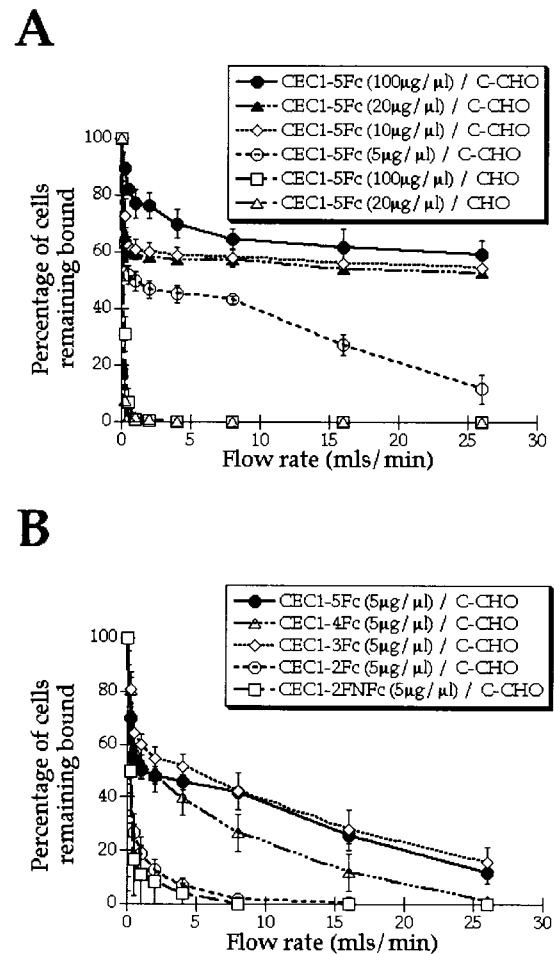 A
CEC1-5Fc (100µg/µl) / C-CHO
CEC1-5Fc (20µg/µl) / C-CHO
CEC1-5Fc (10µg/µl) / C-CHO
CEC1-5Fc (5µg/µl) / C-CHO
CEC1-5Fc (100µg/µl) / CHO
CEC1-5Fc (20µg/µl) / CHO
Percentage of cells
remaining bound
100
80
60
40
20
0
0 5 10 15 20 25 30
Flow rate (mls/min)
B
CEC1-5Fc (5µg/µl) / C-CHO
CEC1-4Fc (5µg/µl) / C-CHO
CEC1-3Fc (5µg/µl) / C-CHO
CEC1-2Fc (5µg/µl) / C-CHO
CEC1-2FNFc (5µg/µl) / C-CHO
Percentage of cells
remaining bound
100
80
60
40
20
0
0 5 10 15 20 25 30
Flow rate (mls/min)